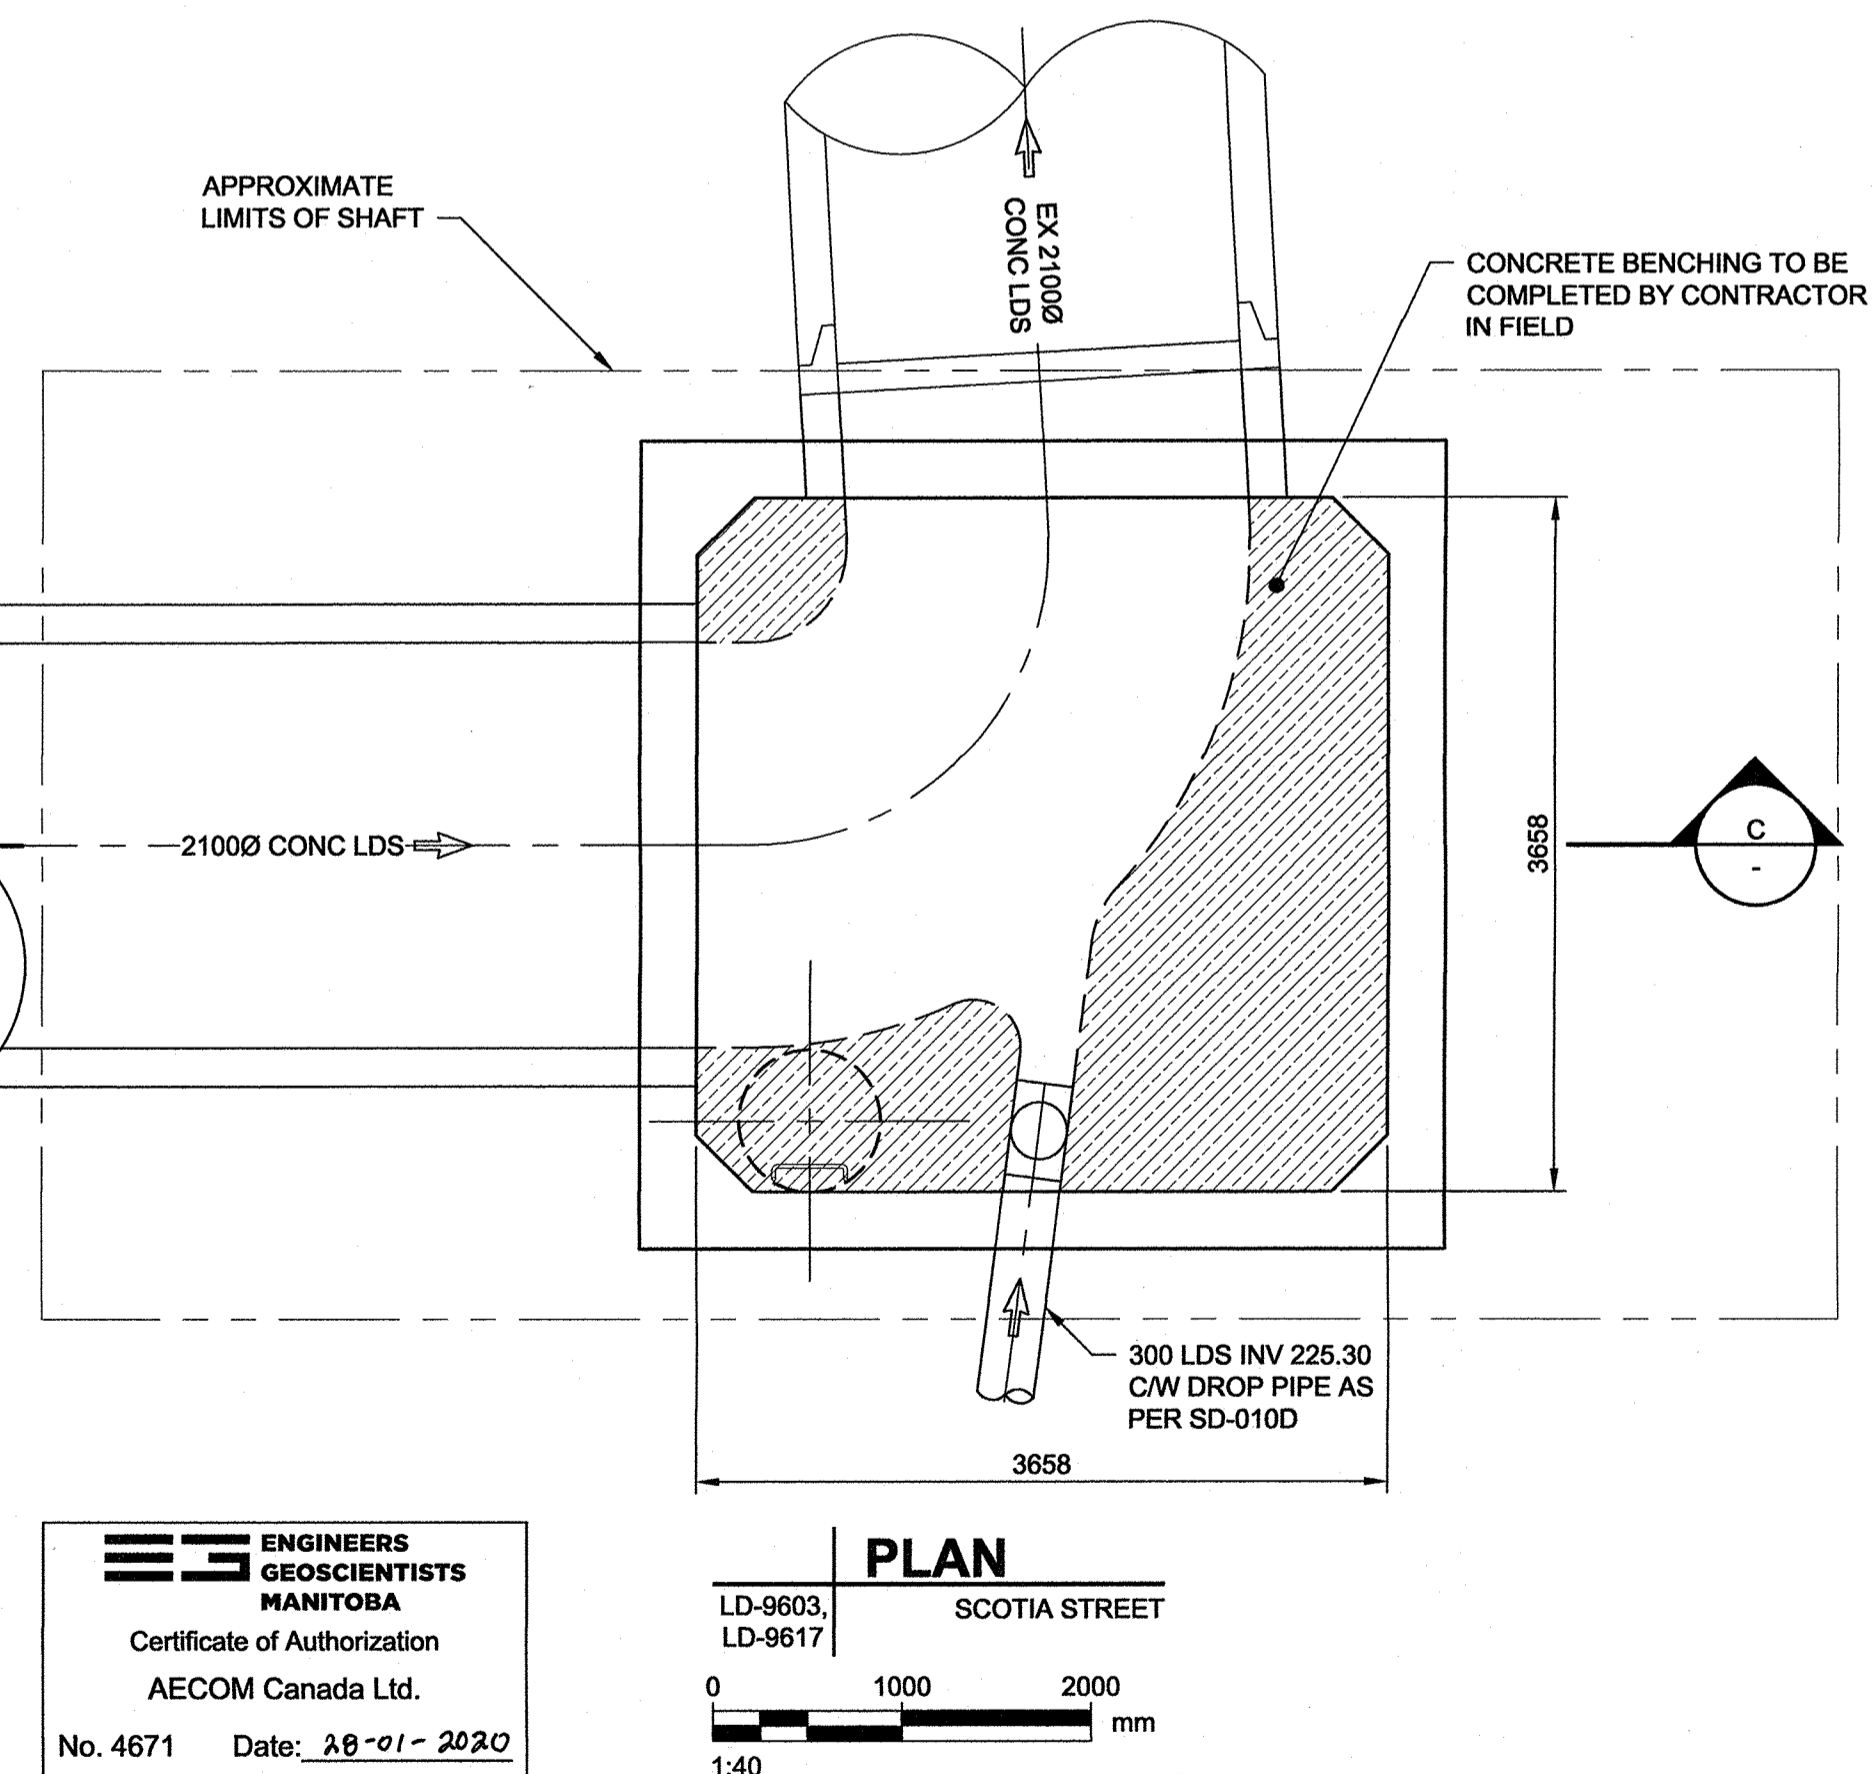 APPROXIMATE
LIMITS OF SHAFT
EX 2100Ø
CONC LDS
CONCRETE BENCHING TO BE
COMPLETED BY CONTRACTOR
IN FIELD
2100Ø CONC LDS
3658
C
-
300 LDS INV 225.30
C/W DROP PIPE AS
PER SD-010D
3658
ENGINEERS
GEOSCIENTISTS
MANITOBA
Certificate of Authorization
AECOM Canada Ltd.
No. 4671 Date: 28-01-2020
PLAN
LD-9603,
LD-9617
SCOTIA STREET
0 1000 2000
mm
1:40